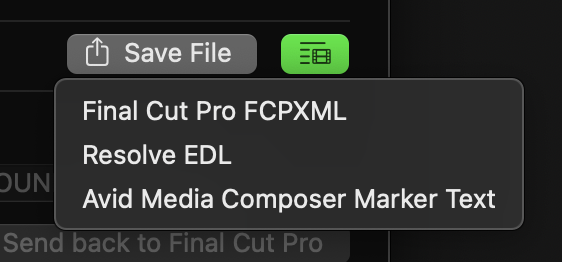 Save File
Final Cut Pro FCPXML
Resolve EDL
Avid Media Composer Marker Text
OUN
Send back to Final Cut Pro